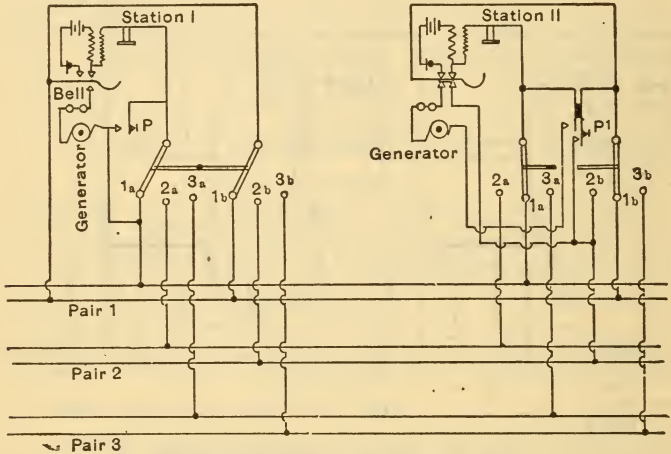 Station I
Station II
Bell
P
Generator
1a
2a
3a
1b
2b
3b
Generator
P1
2a
1a
3a
2b
1b
3b
Pair 1
Pair 2
Pair 3